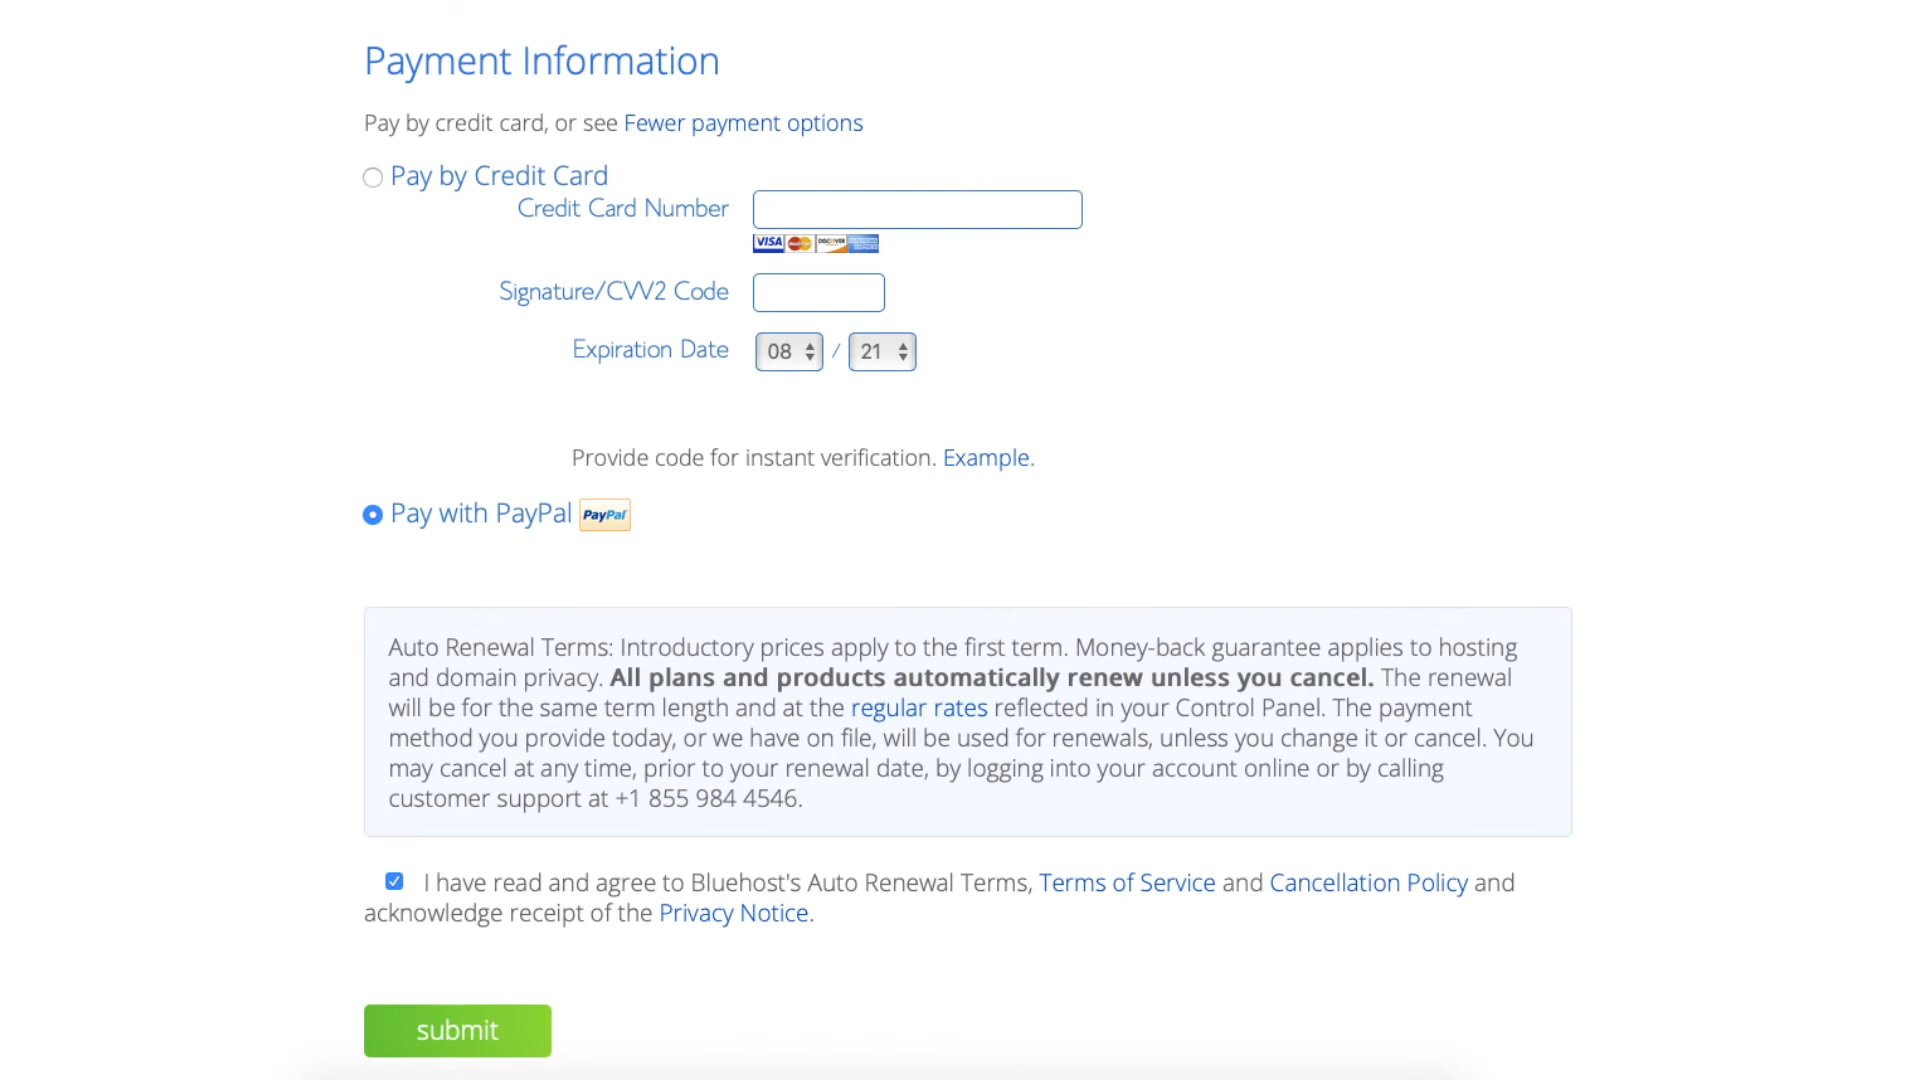 Payment Information
Pay by credit card, or see Fewer payment options
Pay by Credit Card
Credit Card Number
VISA DISCOVER
Signature/CVV2 Code
Expiration Date 08 / 21
Provide code for instant verification. Example.
Pay with PayPal PayPal
Auto Renewal Terms: Introductory prices apply to the first term. Money-back guarantee applies to hosting
and domain privacy. All plans and products automatically renew unless you cancel. The renewal
will be for the same term length and at the regular rates reflected in your Control Panel. The payment
method you provide today, or we have on file, will be used for renewals, unless you change it or cancel. You
may cancel at any time, prior to your renewal date, by logging into your account online or by calling
customer support at +1 855 984 4546.
I have read and agree to Bluehost's Auto Renewal Terms, Terms of Service and Cancellation Policy and
acknowledge receipt of the Privacy Notice.
submit